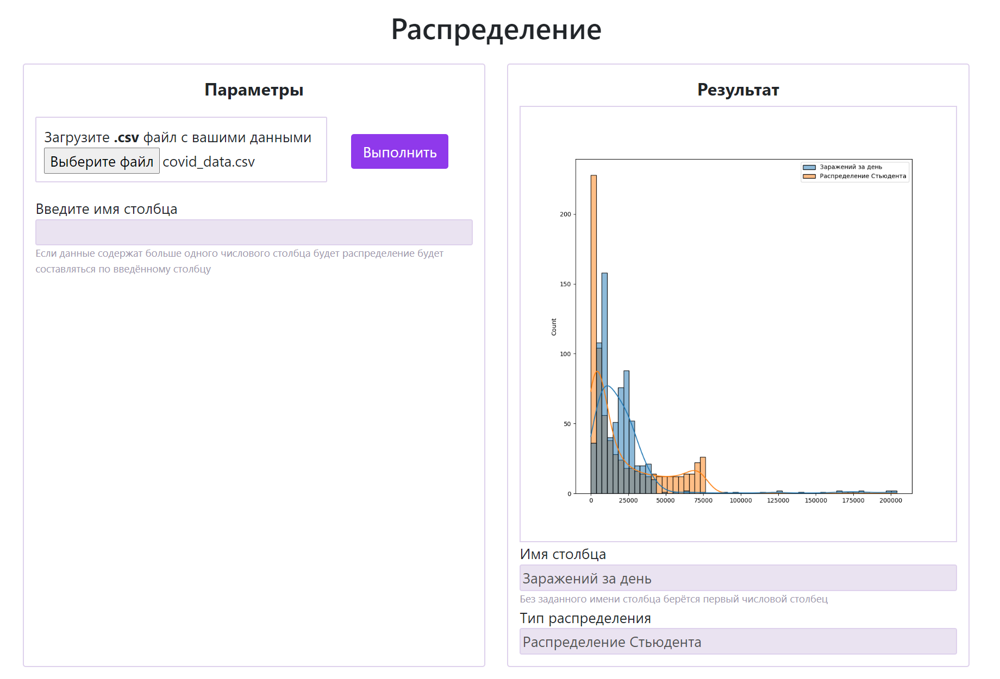 Распределение
Параметры
Загрузите .csv файл с вашими данными
Выберите файл covid_data.csv
Выполнить
Введите имя столбца
Если данные содержат больше одного числового столбца будет распределение будет
составляться по введённому столбцу
Результат
Заражений за день
Распределение Стьюдента
200
150
100
50
0
Count
0 25000 50000 75000 100000 125000 150000 175000 200000
Имя столбца
Заражений за день
Без заданного имени столбца берётся первый числовой столбец
Тип распределения
Распределение Стьюдента